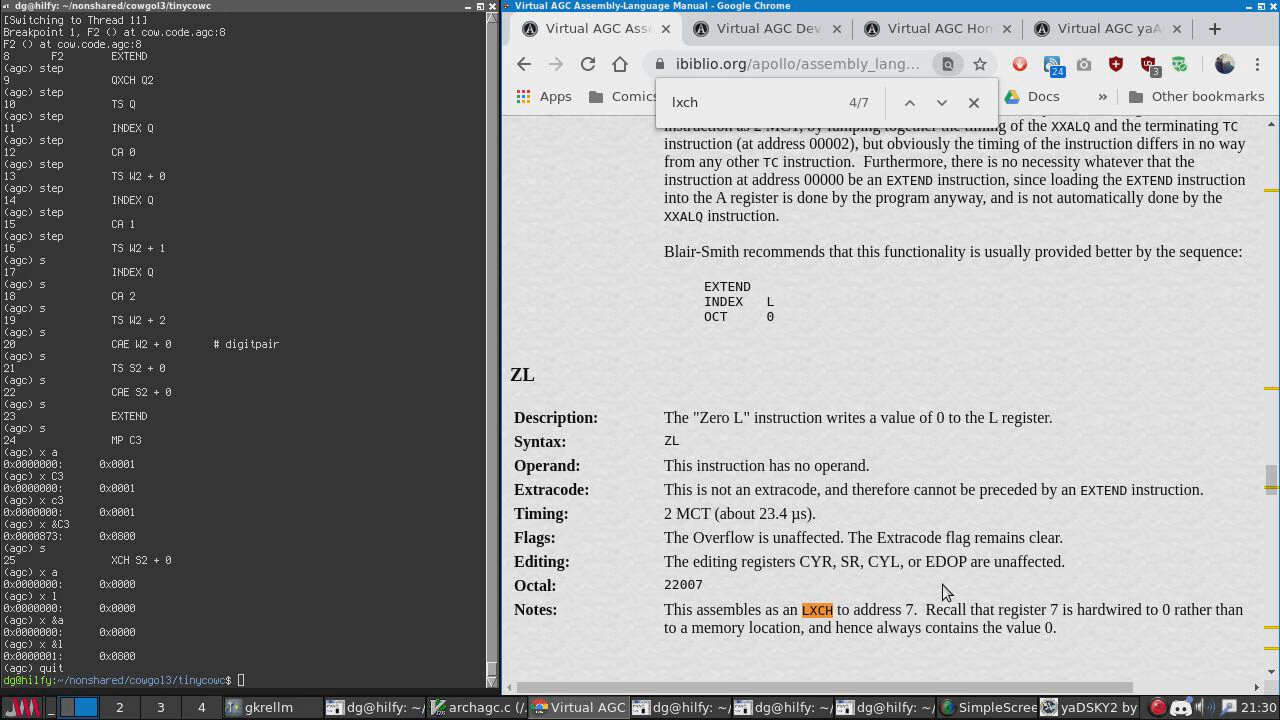 dg@hilfy: ~/nonshared/cowgol3/tinycowc
[Switching to Thread 11]
Breakpoint 1, F2 () at cow.code.agc:8
F2 () at cow.code.agc:8
8 F2 EXTEND
(agc) step
9 QXCH Q2
(agc) step
10 TS Q
(agc) step
11 INDEX Q
(agc) step
12 CA 0
(agc) step
13 TS W2 + 0
(agc) step
14 INDEX Q
(agc) step
15 CA 1
(agc) step
16 TS W2 + 1
(agc) s
17 INDEX Q
(agc) s
18 CA 2
(agc) s
19 TS W2 + 2
(agc) s
20 CAE W2 + 0 # digitpair
(agc) s
21 TS S2 + 0
(agc) s
22 CAE S2 + 0
(agc) s
23 EXTEND
(agc) s
24 MP C3
(agc) x a
0x0000000: 0x0001
(agc) x C3
0x0000000: 0x0001
(agc) x c3
0x0000000: 0x0001
(agc) x &C3
0x0000873: 0x0800
(agc) s
25 XCH S2 + 0
(agc) x a
0x0000000: 0x0000
(agc) x l
0x0000000: 0x0000
(agc) x &a
0x0000000: 0x0000
(agc) x &l
0x0000001: 0x0000
(agc) quit
dg@hilfy:~/nonshared/cowgol3/tinycowc$
Virtual AGC Assembly-Language Manual - Google Chrome
Virtual AGC Asse
Virtual AGC Dev
Virtual AGC Hom
Virtual AGC yaA
ibiblio.org/apollo/assembly_lang...
24
3
Apps
Comics
Docs
»
Other bookmarks
lxch 4/7
instruction as 2 MCT, by lumping together the timing of the XXALQ and the terminating TC
instruction (at address 00002), but obviously the timing of the instruction differs in no way
from any other TC instruction. Furthermore, there is no necessity whatever that the
instruction at address 00000 be an EXTEND instruction, since loading the EXTEND instruction
into the A register is done by the program anyway, and is not automatically done by the
XXALQ instruction.
Blair-Smith recommends that this functionality is usually provided better by the sequence:
EXTEND
INDEX L
OCT 0
ZL
Description: The "Zero L" instruction writes a value of 0 to the L register.
Syntax: ZL
Operand: This instruction has no operand.
Extracode: This is not an extracode, and therefore cannot be preceded by an EXTEND instruction.
Timing: 2 MCT (about 23.4 µs).
Flags: The Overflow is unaffected. The Extracode flag remains clear.
Editing: The editing registers CYR, SR, CYL, or EDOP are unaffected.
Octal: 22007
Notes: This assembles as an LXCH to address 7. Recall that register 7 is hardwired to 0 rather than
to a memory location, and hence always contains the value 0.
2 3 4 gkrellm dg@hilfy: ~/ archagc.c (/ Virtual AGC dg@hilfy: ~/ dg@hilfy: ~/ dg@hilfy: ~/ SimpleScree yaDSKY2 by 21:30